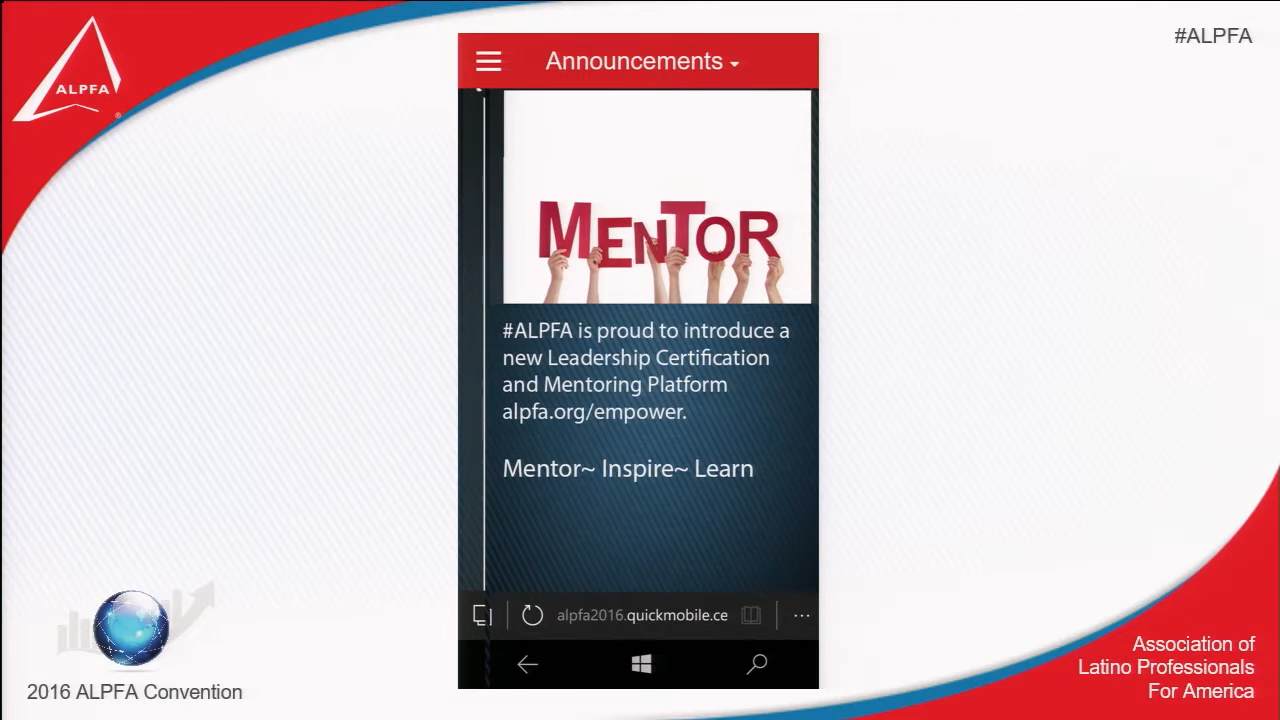 ALPFA
#ALPFA
Announcements
MENTOR
#ALPFA is proud to introduce a
new Leadership Certification
and Mentoring Platform
alpfa.org/empower.
Mentor~ Inspire~ Learn
alpfa2016.quickmobile.ce
2016 ALPFA Convention
Association of
Latino Professionals
For America